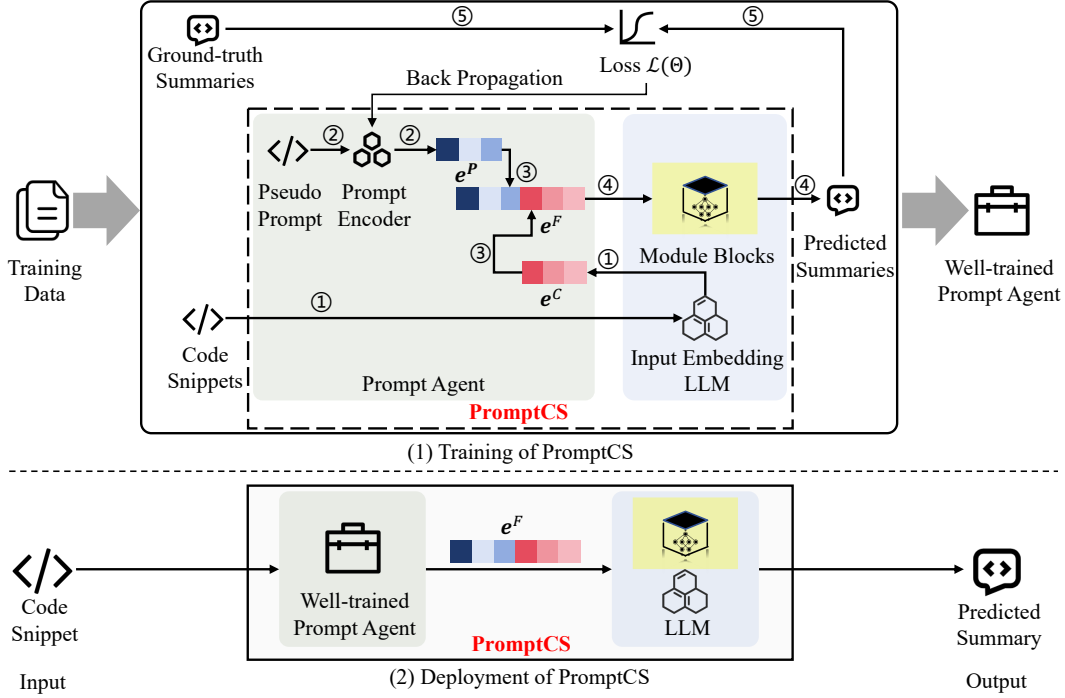 ⑤
⑤
Ground-truth
Summaries
Loss ℒ(Θ)
Back Propagation
②
②
Pseudo
Prompt
Prompt
Encoder
e^P
③
④
④
e^F
③
Module Blocks
Predicted
Summaries
Training
Data
Well-trained
Prompt Agent
e^C
①
①
Code
Snippets
Input Embedding
LLM
Prompt Agent
PromptCS
(1) Training of PromptCS
e^F
Code
Snippet
Well-trained
Prompt Agent
LLM
Predicted
Summary
PromptCS
Input
(2) Deployment of PromptCS
Output